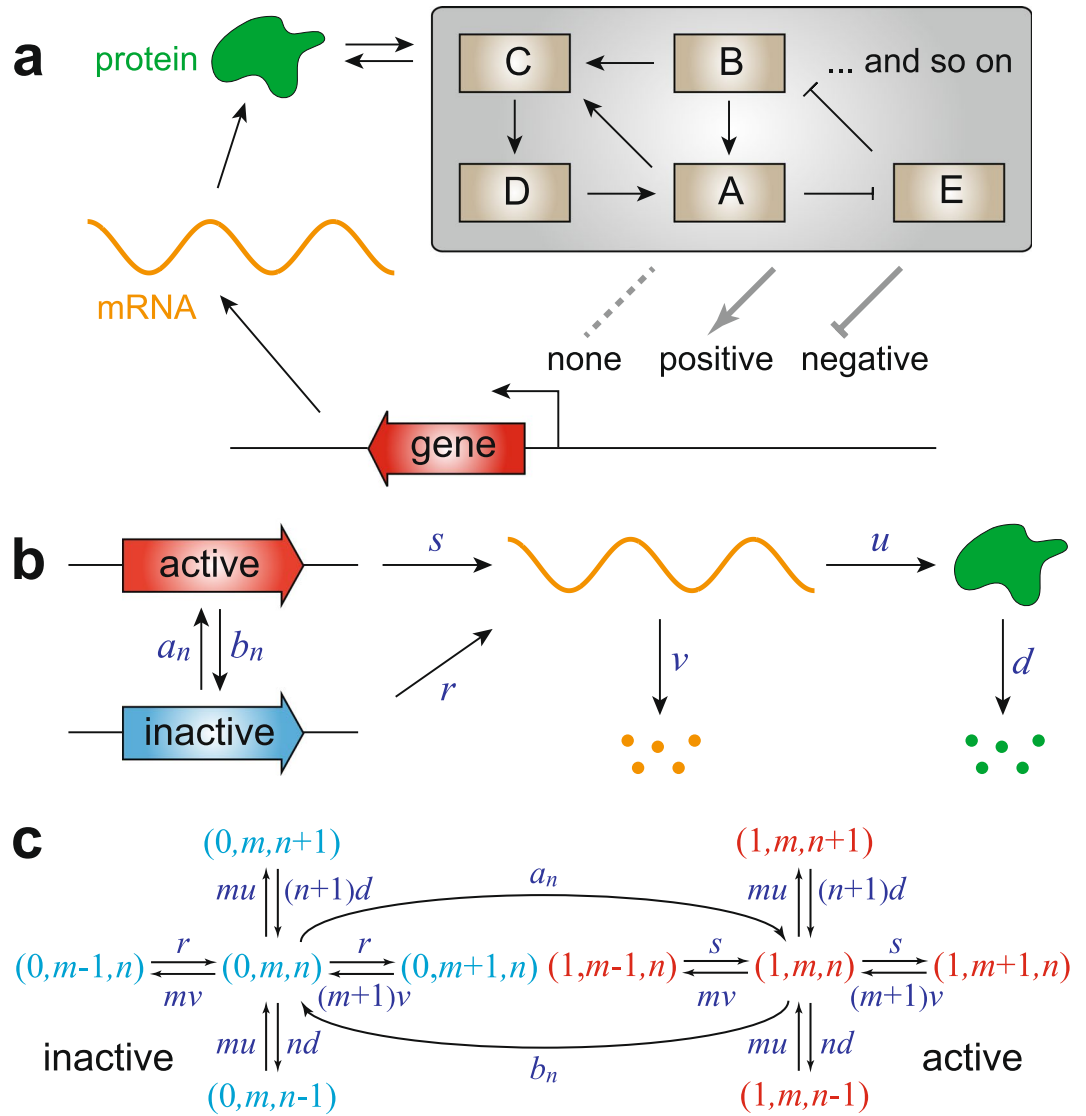 a
protein
C
B
... and so on
D
A
E
mRNA
none
positive
negative
gene
b
active
s
u
a_n
b_n
v
d
inactive
r
c
(0,m,n+1)
(1,m,n+1)
mu
(n+1)d
a_n
mu
(n+1)d
(0,m-1,n)
r
mv
(0,m,n)
r
(m+1)v
(0,m+1,n)
(1,m-1,n)
s
mv
(1,m,n)
s
(m+1)v
(1,m+1,n)
inactive
mu
nd
b_n
mu
nd
active
(0,m,n-1)
(1,m,n-1)